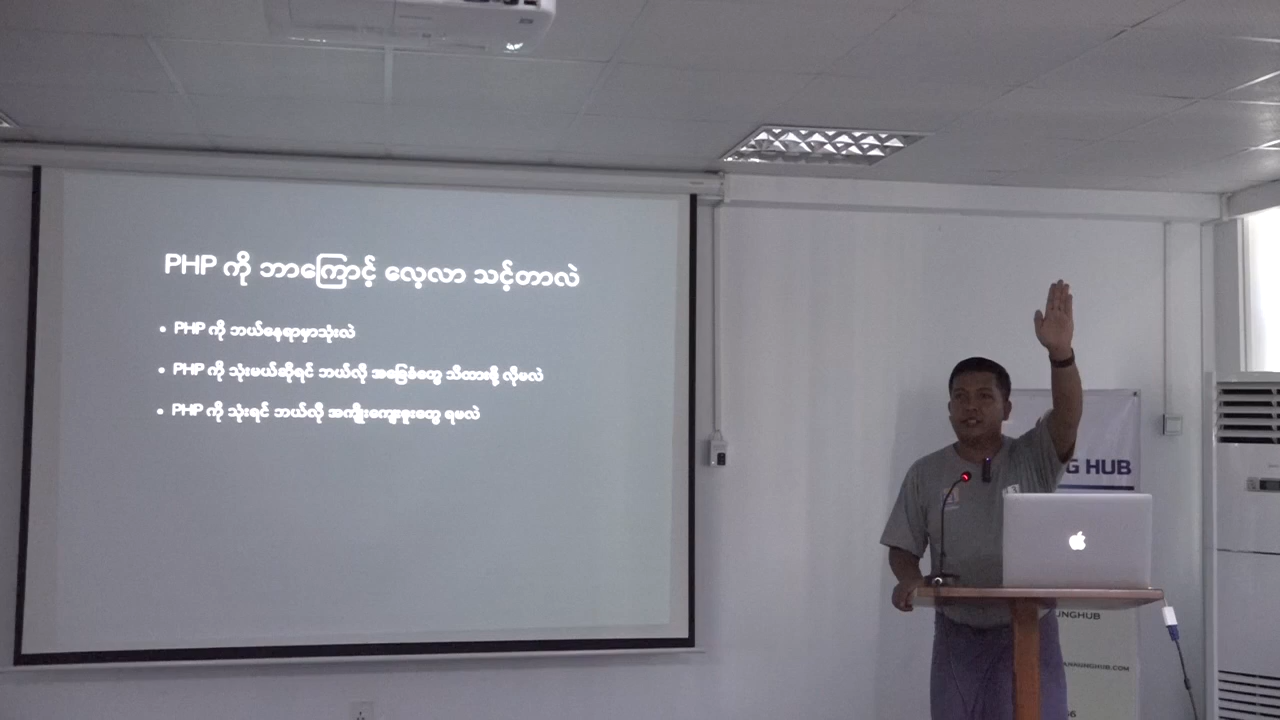 PHP ကို ဘာကြောင့် လေ့လာ သင့်တာလဲ
• PHP ကို ဘယ်နေရာမှာသုံးလဲ
• PHP ကို သုံးမယ်ဆိုရင် ဘယ်လို အခြေခံတွေ သိထားဖို့ လိုမလဲ
• PHP ကို သုံးရင် ဘယ်လို အကျိုးကျေးဇူးတွေ ရမလဲ
G HUB
UNGHUB